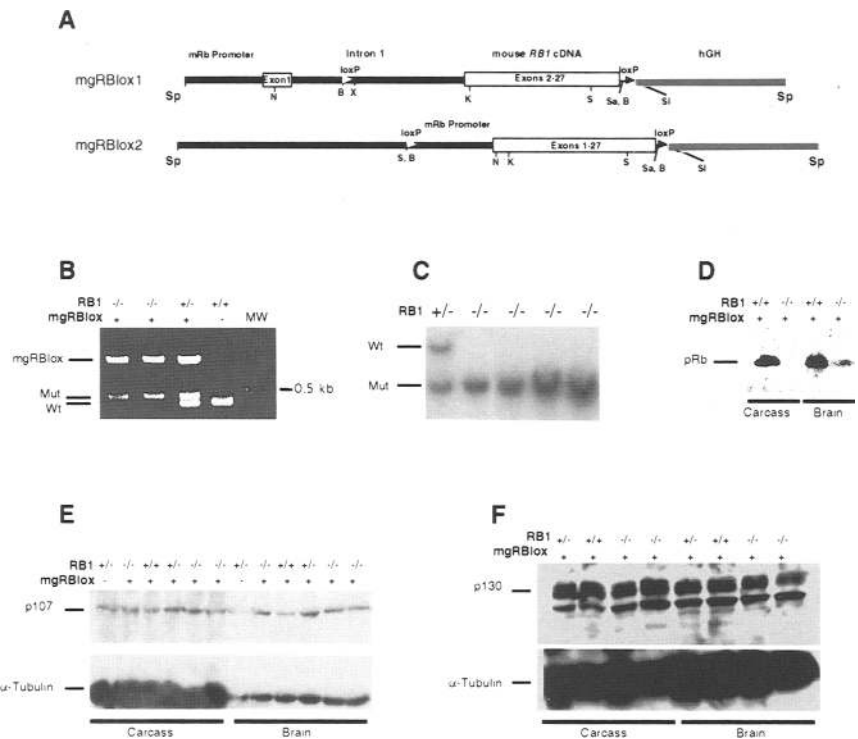 A
mRb Promoter Intron 1 mouse RB1 cDNA hGH
loxP loxP
mgRBlox1 Exon1 Exons 2-27
Sp N B X K S Sa, B Sl Sp
mRb Promoter
loxP loxP
mgRBlox2 Exons 1-27
Sp S, B N K S Sa, B Sl Sp
B
RB1 -/- -/- +/- +/+
mgRBlox + + + - MW
mgRBlox
0.5 kb
Mut
Wt
C
RB1 +/- -/- -/- -/- -/-
Wt
Mut
D
RB1 +/+ -/- +/+ -/-
mgRBlox + + + +
pRb
Carcass Brain
E
RB1 +/- -/- +/+ +/- -/- -/- +/- -/- +/+ +/- -/- -/-
mgRBlox - + + + + + - + + + + +
p107
α-Tubulin
Carcass Brain
F
RB1 +/- +/+ -/- -/- +/- +/+ -/- -/-
mgRBlox + + + + + + + +
p130
α-Tubulin
Carcass Brain